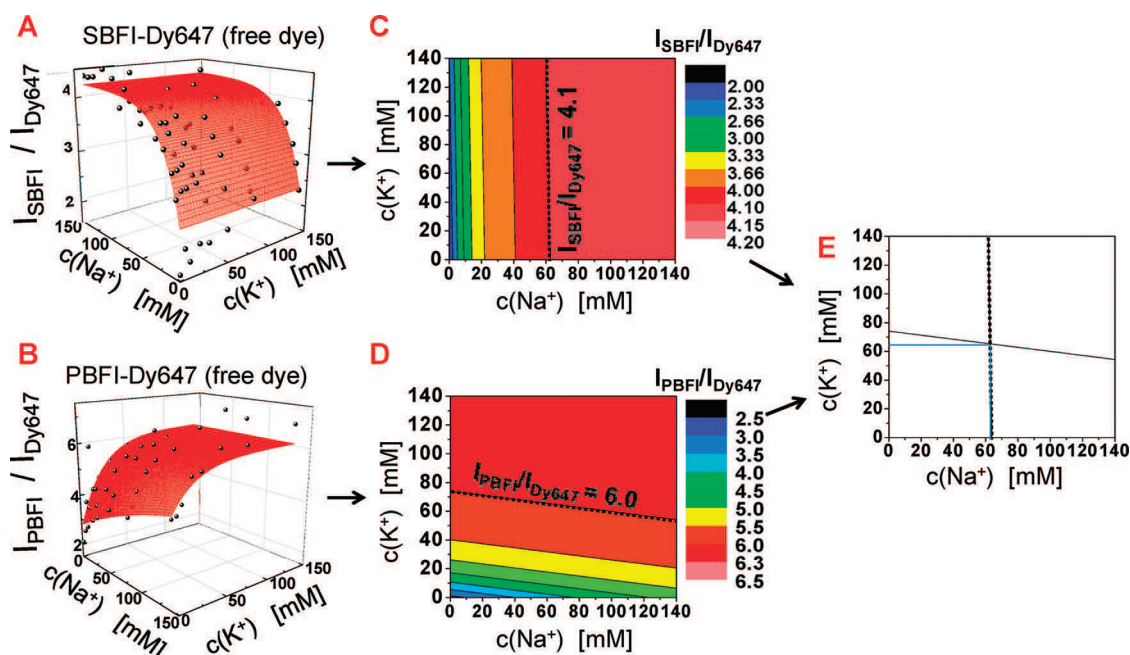 A
SBFI-Dy647 (free dye)
I_SBFI / I_Dy647
4
3
2
150
100
50
0
c(Na⁺) [mM]
0
50
100
150
c(K⁺) [mM]
C
I_SBFI/I_Dy647
c(K⁺) [mM]
140
120
100
80
60
40
20
0
I_SBFI/I_Dy647 = 4.1
0 20 40 60 80 100 120 140
c(Na⁺) [mM]
2.00
2.33
2.66
3.00
3.33
3.66
4.00
4.10
4.15
4.20
B
PBFI-Dy647 (free dye)
I_PBFI / I_Dy647
6
4
2
0
50
100
150
c(Na⁺) [mM]
0
50
100
150
c(K⁺) [mM]
D
I_PBFI/I_Dy647
c(K⁺) [mM]
140
120
100
80
60
40
20
0
I_PBFI/I_Dy647 = 6.0
0 20 40 60 80 100 120 140
c(Na⁺) [mM]
2.5
3.0
3.5
4.0
4.5
5.0
5.5
6.0
6.3
6.5
E
c(K⁺) [mM]
140
120
100
80
60
40
20
0
0 20 40 60 80 100 120 140
c(Na⁺) [mM]